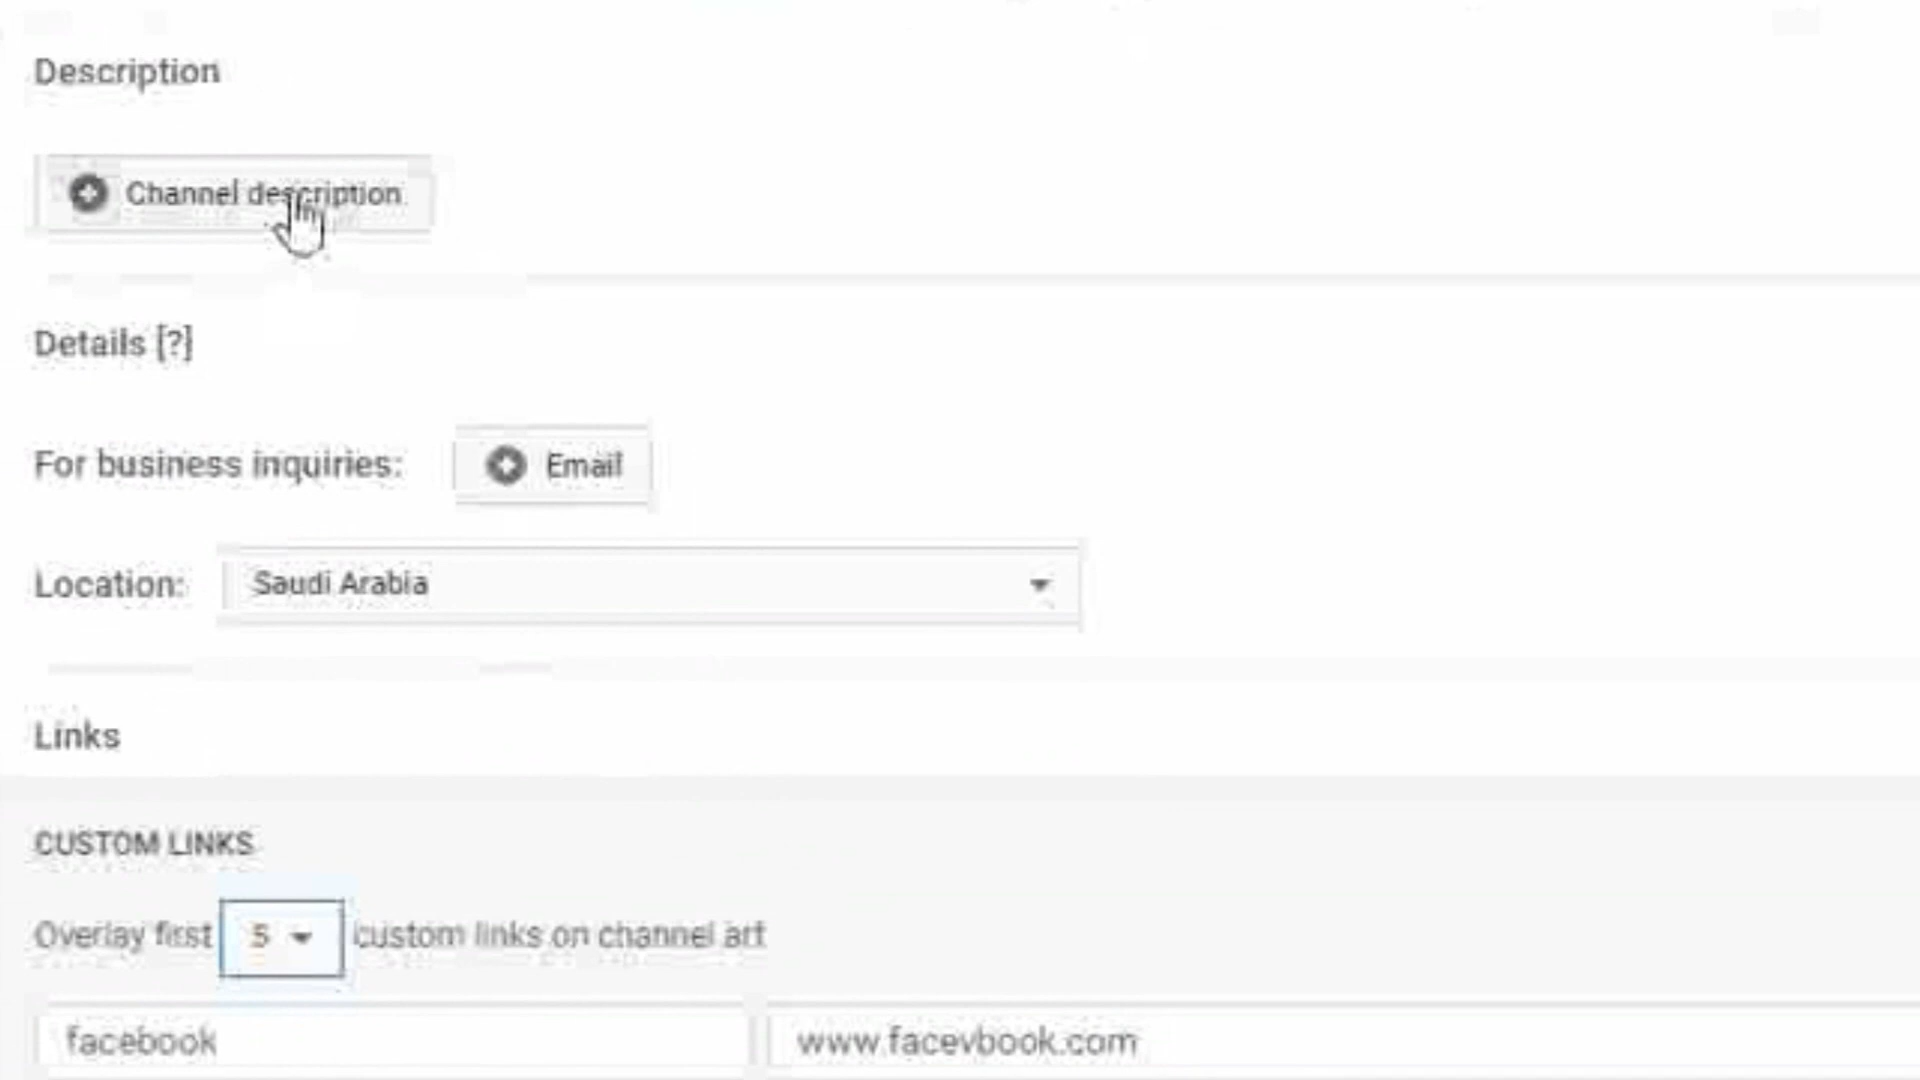 Description
Channel description
Details [?]
For business inquiries: Email
Location: Saudi Arabia
Links
CUSTOM LINKS
Overlay first 5 custom links on channel art
facebook www.facevbook.com